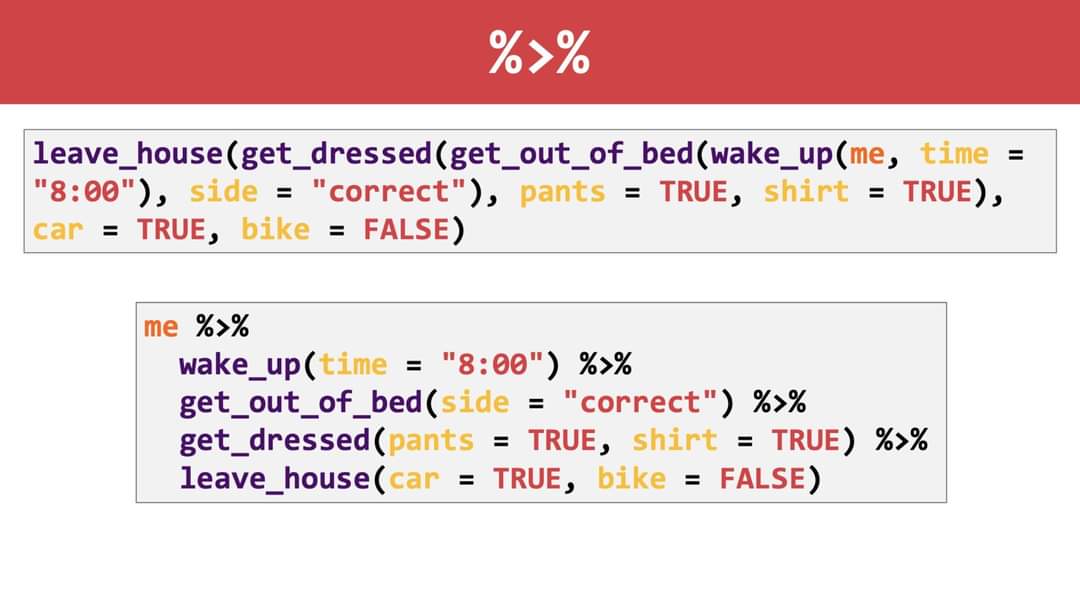 %>%
leave_house(get_dressed(get_out_of_bed(wake_up(me, time =
"8:00"), side = "correct"), pants = TRUE, shirt = TRUE),
car = TRUE, bike = FALSE)
me %>%
  wake_up(time = "8:00") %>%
  get_out_of_bed(side = "correct") %>%
  get_dressed(pants = TRUE, shirt = TRUE) %>%
  leave_house(car = TRUE, bike = FALSE)